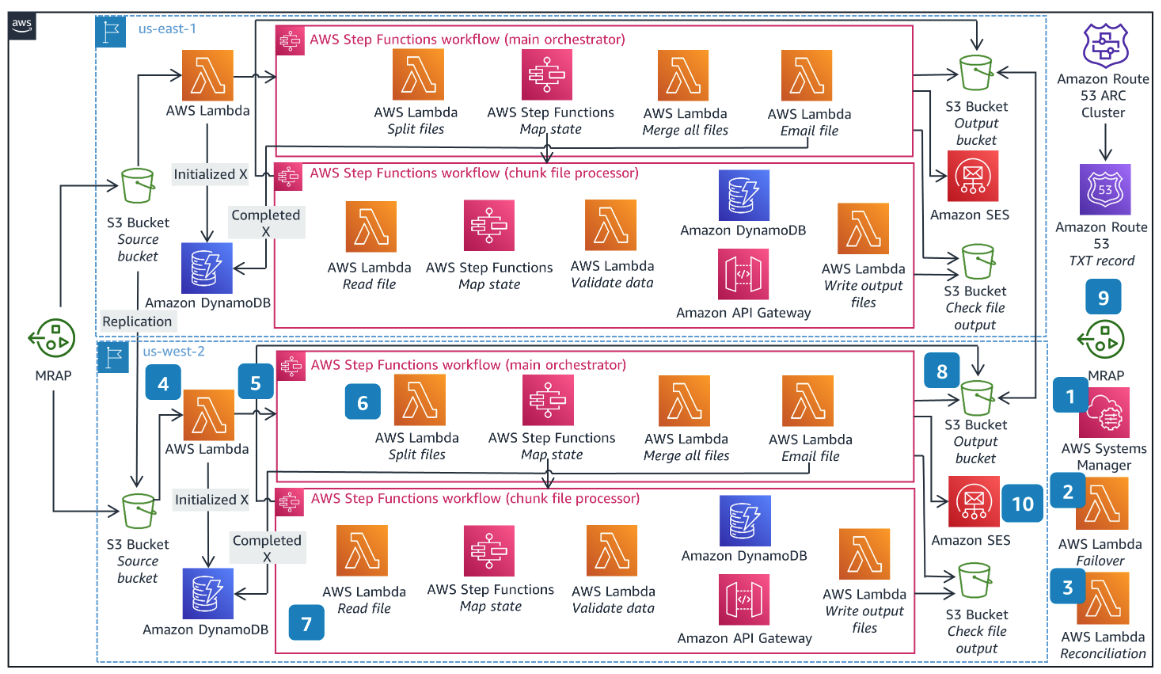 aws
us-east-1
AWS Step Functions workflow (main orchestrator)
AWS Lambda
AWS Lambda
Split files
AWS Step Functions
Map state
AWS Lambda
Merge all files
AWS Lambda
Email file
S3 Bucket
Output
bucket
Amazon Route
53 ARC
Cluster
Initialized X
AWS Step Functions workflow (chunk file processor)
S3 Bucket
Source
bucket
Completed
X
Amazon DynamoDB
AWS Lambda
Read file
AWS Step Functions
Map state
AWS Lambda
Validate data
Amazon DynamoDB
Amazon API Gateway
AWS Lambda
Write output
files
Amazon SES
S3 Bucket
Check file
output
53
Amazon Route
53
TXT record
9
Replication
MRAP
MRAP
us-west-2
4
5
AWS Step Functions workflow (main orchestrator)
6
8
1
AWS Lambda
AWS Lambda
Split files
AWS Step Functions
Map state
AWS Lambda
Merge all files
AWS Lambda
Email file
S3 Bucket
Output
bucket
AWS Systems
Manager
Initialized X
AWS Step Functions workflow (chunk file processor)
2
10
S3 Bucket
Source
bucket
Completed
X
Amazon DynamoDB
7
AWS Lambda
Read file
AWS Step Functions
Map state
AWS Lambda
Validate data
Amazon DynamoDB
Amazon API Gateway
AWS Lambda
Write output
files
Amazon SES
S3 Bucket
Check file
output
AWS Lambda
Failover
3
AWS Lambda
Reconciliation